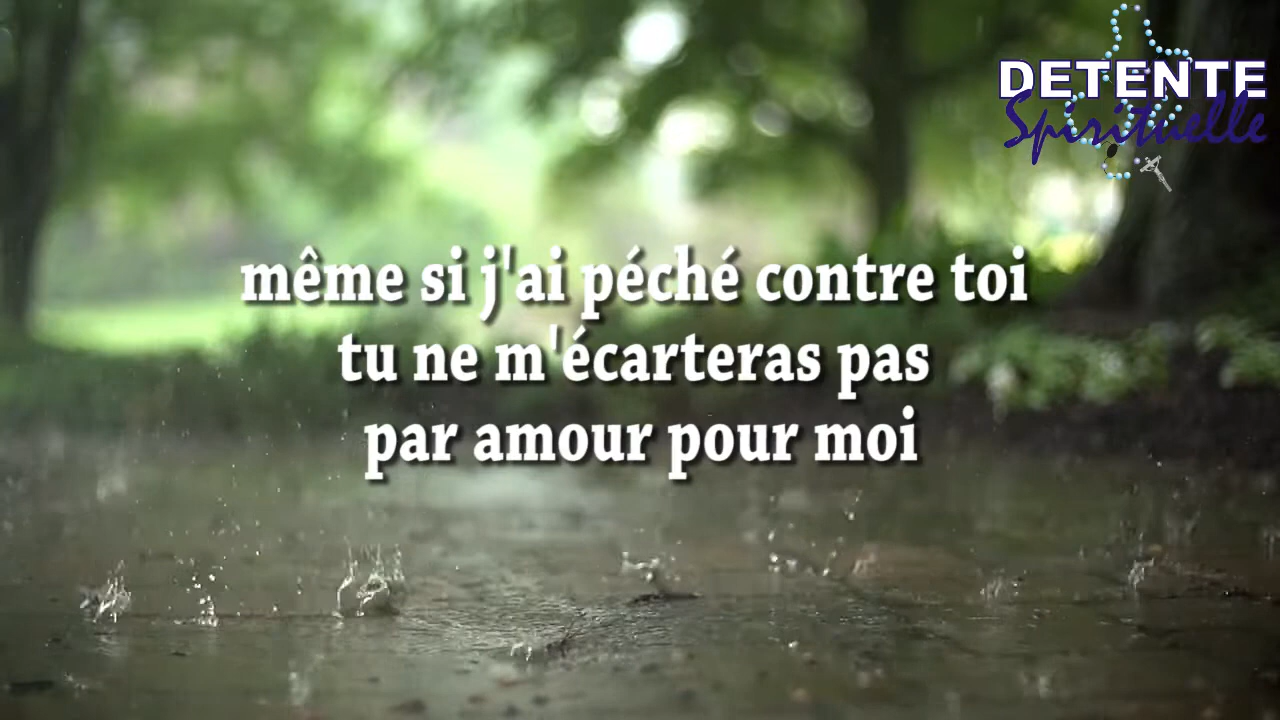 DETENTE
Spirituelle
même si j'ai péché contre toi
tu ne m'écarteras pas
par amour pour moi